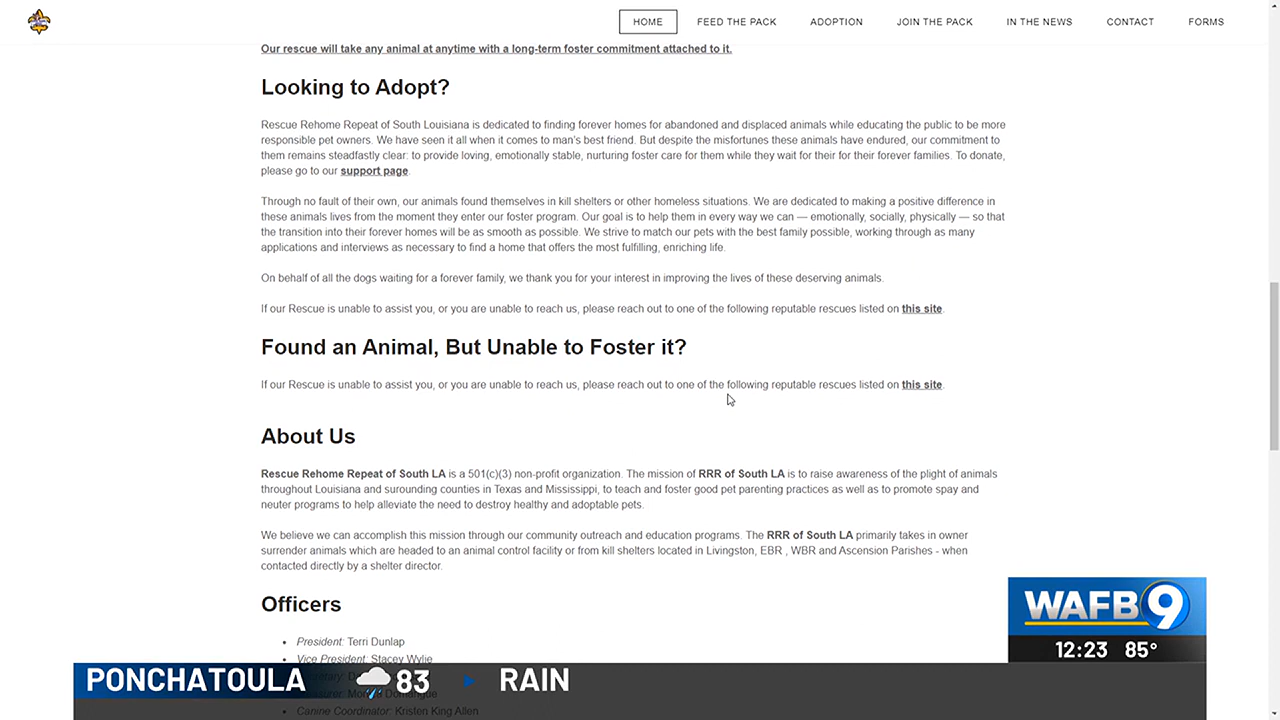 HOME FEED THE PACK ADOPTION JOIN THE PACK IN THE NEWS CONTACT FORMS
Our rescue will take any animal at anytime with a long-term foster commitment attached to it.
Looking to Adopt?
Rescue Rehome Repeat of South Louisiana is dedicated to finding forever homes for abandoned and displaced animals while educating the public to be more
responsible pet owners. We have seen it all when it comes to man's best friend. But despite the misfortunes these animals have endured, our commitment to
them remains steadfastly clear: to provide loving, emotionally stable, nurturing foster care for them while they wait for their for their forever families. To donate,
please go to our support page.
Through no fault of their own, our animals found themselves in kill shelters or other homeless situations. We are dedicated to making a positive difference in
these animals lives from the moment they enter our foster program. Our goal is to help them in every way we can — emotionally, socially, physically — so that
the transition into their forever homes will be as smooth as possible. We strive to match our pets with the best family possible, working through as many
applications and interviews as necessary to find a home that offers the most fulfilling, enriching life.
On behalf of all the dogs waiting for a forever family, we thank you for your interest in improving the lives of these deserving animals.
If our Rescue is unable to assist you, or you are unable to reach us, please reach out to one of the following reputable rescues listed on this site.
Found an Animal, But Unable to Foster it?
If our Rescue is unable to assist you, or you are unable to reach us, please reach out to one of the following reputable rescues listed on this site.
About Us
Rescue Rehome Repeat of South LA is a 501(c)(3) non-profit organization. The mission of RRR of South LA is to raise awareness of the plight of animals
throughout Louisiana and surounding counties in Texas and Mississippi, to teach and foster good pet parenting practices as well as to promote spay and
neuter programs to help alleviate the need to destroy healthy and adoptable pets.
We believe we can accomplish this mission through our community outreach and education programs. The RRR of South LA primarily takes in owner
surrender animals which are headed to an animal control facility or from kill shelters located in Livingston, EBR , WBR and Ascension Parishes - when
contacted directly by a shelter director.
Officers
President: Terri Dunlap
Vice President: Stacey Wylie
Canine Coordinator: Kristen King Allen
WAFB 9
12:23 85°
PONCHATOULA 83 RAIN